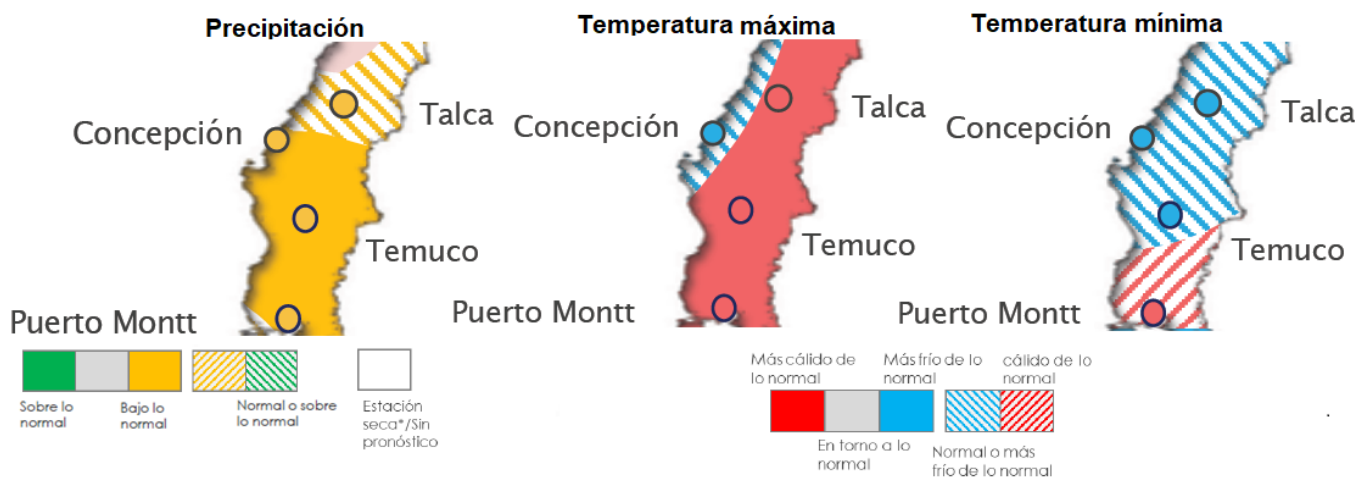 Precipitación
Temperatura máxima
Temperatura mínima
Concepción
Talca
Temuco
Puerto Montt
Concepción
Talca
Temuco
Puerto Montt
Concepción
Talca
Temuco
Puerto Montt
Sobre lo
normal
Bajo lo
normal
Normal o sobre
lo normal
Estación
seca*/Sin
pronóstico
Más cálido de
lo normal
Más frío de lo
normal
cálido de lo
normal
En torno a lo
normal
Normal o más
frío de lo normal
.